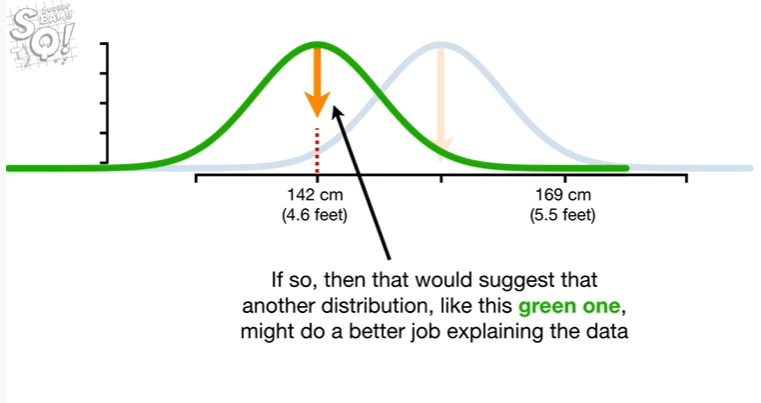 STATQUEST!
142 cm
(4.6 feet)
169 cm
(5.5 feet)
If so, then that would suggest that
another distribution, like this green one,
might do a better job explaining the data